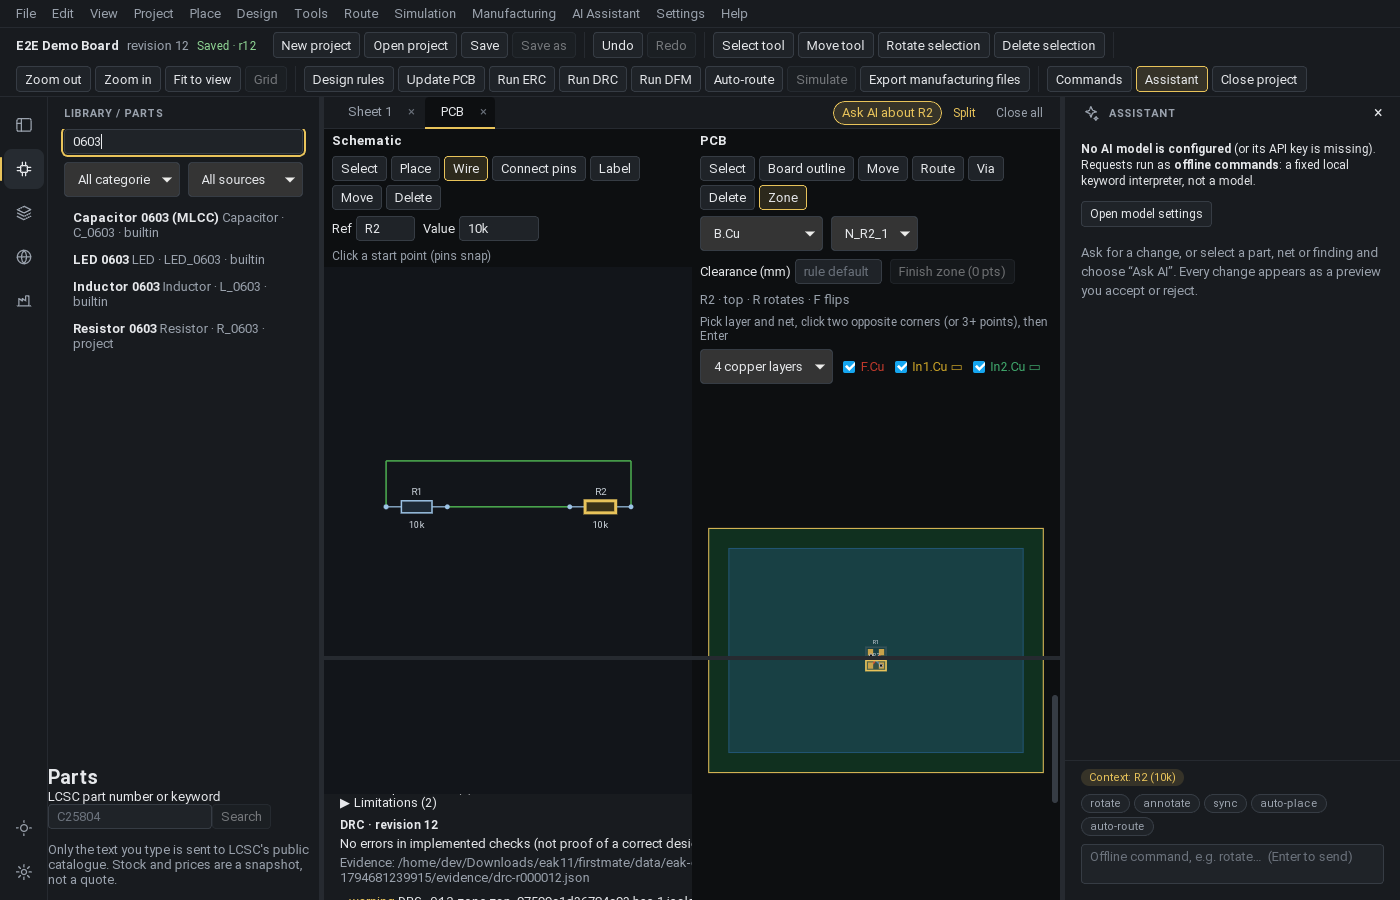 File Edit View Project Place Design Tools Route Simulation Manufacturing AI Assistant Settings Help
E2E Demo Board revision 12 Saved · r12 New project Open project Save Save as Undo Redo Select tool Move tool Rotate selection Delete selection
Zoom out Zoom in Fit to view Grid Design rules Update PCB Run ERC Run DRC Run DFM Auto-route Simulate Export manufacturing files Commands Assistant Close project
LIBRARY / PARTS
0603
All categorie All sources
Capacitor 0603 (MLCC) Capacitor ·
C_0603 · builtin
LED 0603 LED · LED_0603 · builtin
Inductor 0603 Inductor · L_0603 ·
builtin
Resistor 0603 Resistor · R_0603 ·
project
Parts
LCSC part number or keyword
C25804 Search
Only the text you type is sent to LCSC's public
catalogue. Stock and prices are a snapshot,
not a quote.
Sheet 1 × PCB × Ask AI about R2 Split Close all
Schematic
Select Place Wire Connect pins Label
Move Delete
Ref R2 Value 10k
Click a start point (pins snap)
R1 R2
10k 10k
▶ Limitations (2)
DRC · revision 12
No errors in implemented checks (not proof of a correct desi
Evidence: /home/dev/Downloads/eak11/firstmate/data/eak-
1794681239915/evidence/drc-r000012.json
PCB
Select Board outline Move Route Via
Delete Zone
B.Cu N_R2_1
Clearance (mm) rule default Finish zone (0 pts)
R2 · top · R rotates · F flips
Pick layer and net, click two opposite corners (or 3+ points), then
Enter
4 copper layers F.Cu In1.Cu ▭ In2.Cu ▭
R1
ASSISTANT ×
No AI model is configured (or its API key is missing).
Requests run as offline commands: a fixed local
keyword interpreter, not a model.
Open model settings
Ask for a change, or select a part, net or finding and
choose “Ask AI”. Every change appears as a preview
you accept or reject.
Context: R2 (10k)
rotate annotate sync auto-place
auto-route
Offline command, e.g. rotate… (Enter to send)